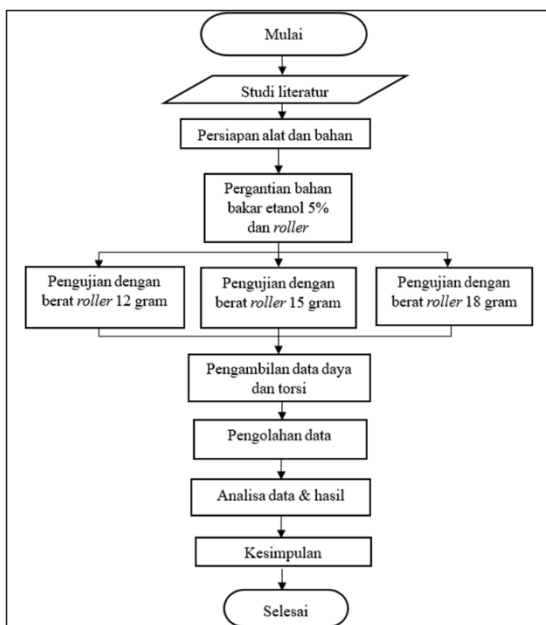 Mulai
Studi literatur
Persiapan alat dan bahan
Pergantian bahan
bakar etanol 5%
dan roller
Pengujian dengan
berat roller 12 gram
Pengujian dengan
berat roller 15 gram
Pengujian dengan
berat roller 18 gram
Pengambilan data daya
dan torsi
Pengolahan data
Analisa data & hasil
Kesimpulan
Selesai